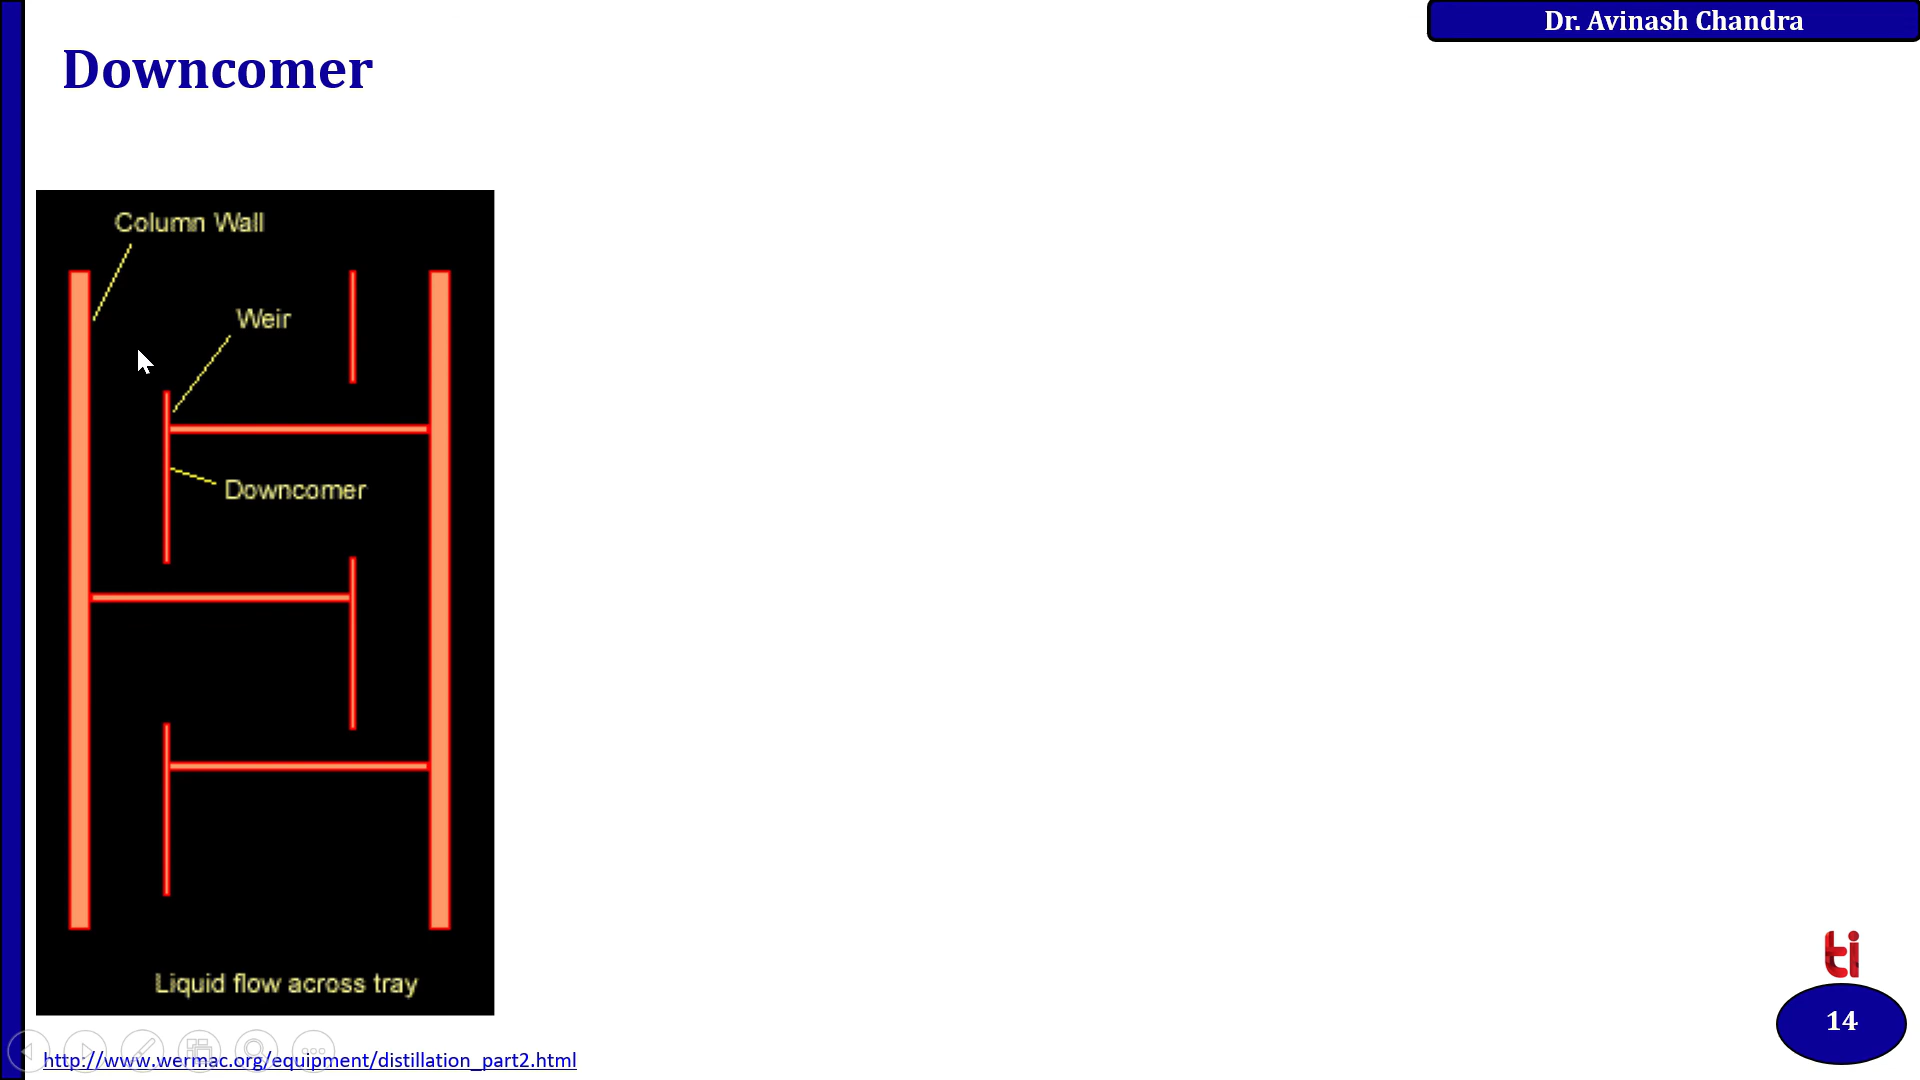 Dr. Avinash Chandra
Downcomer
Column Wall
Weir
Downcomer
Liquid flow across tray
ti
14
http://www.wermac.org/equipment/distillation_part2.html